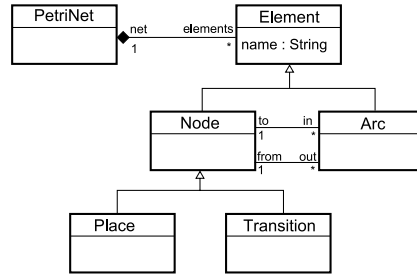 PetriNet
net
elements
1
*
Element
name : String
Node
to
in
1
*
from
out
1
*
Arc
Place
Transition